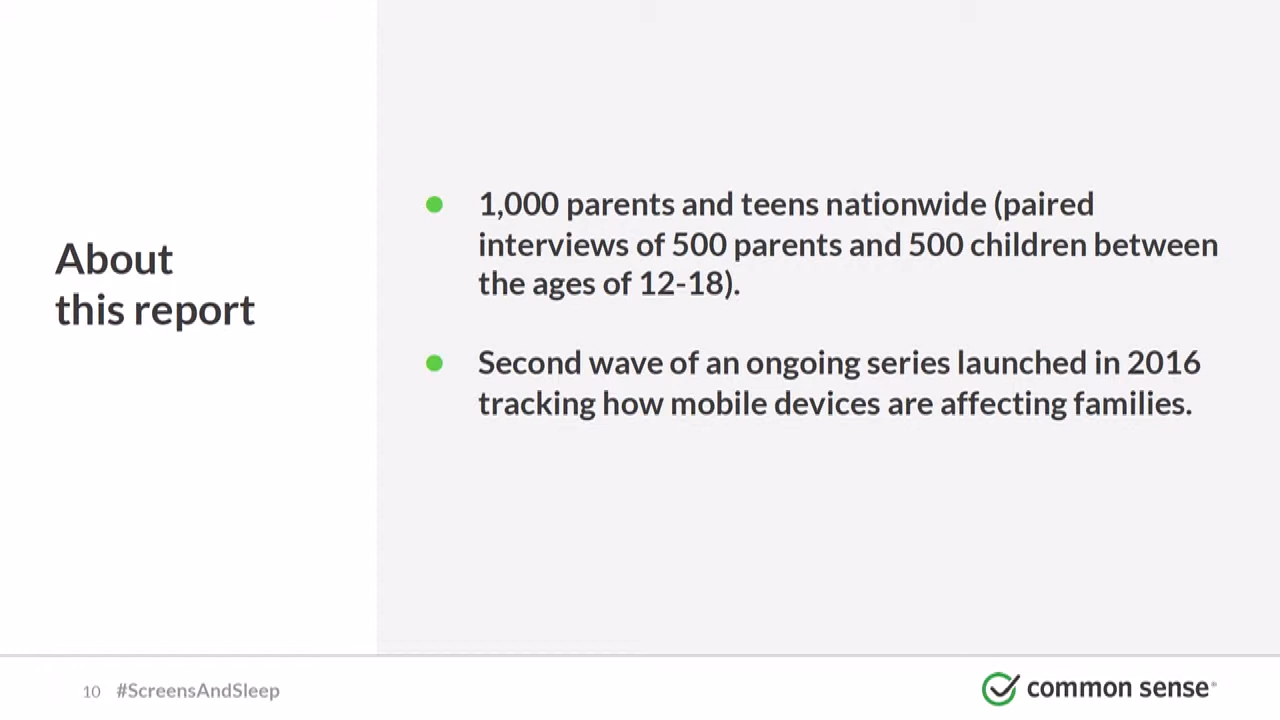 About
this report
1,000 parents and teens nationwide (paired
interviews of 500 parents and 500 children between
the ages of 12-18).
Second wave of an ongoing series launched in 2016
tracking how mobile devices are affecting families.
10 #ScreensAndSleep
common sense®